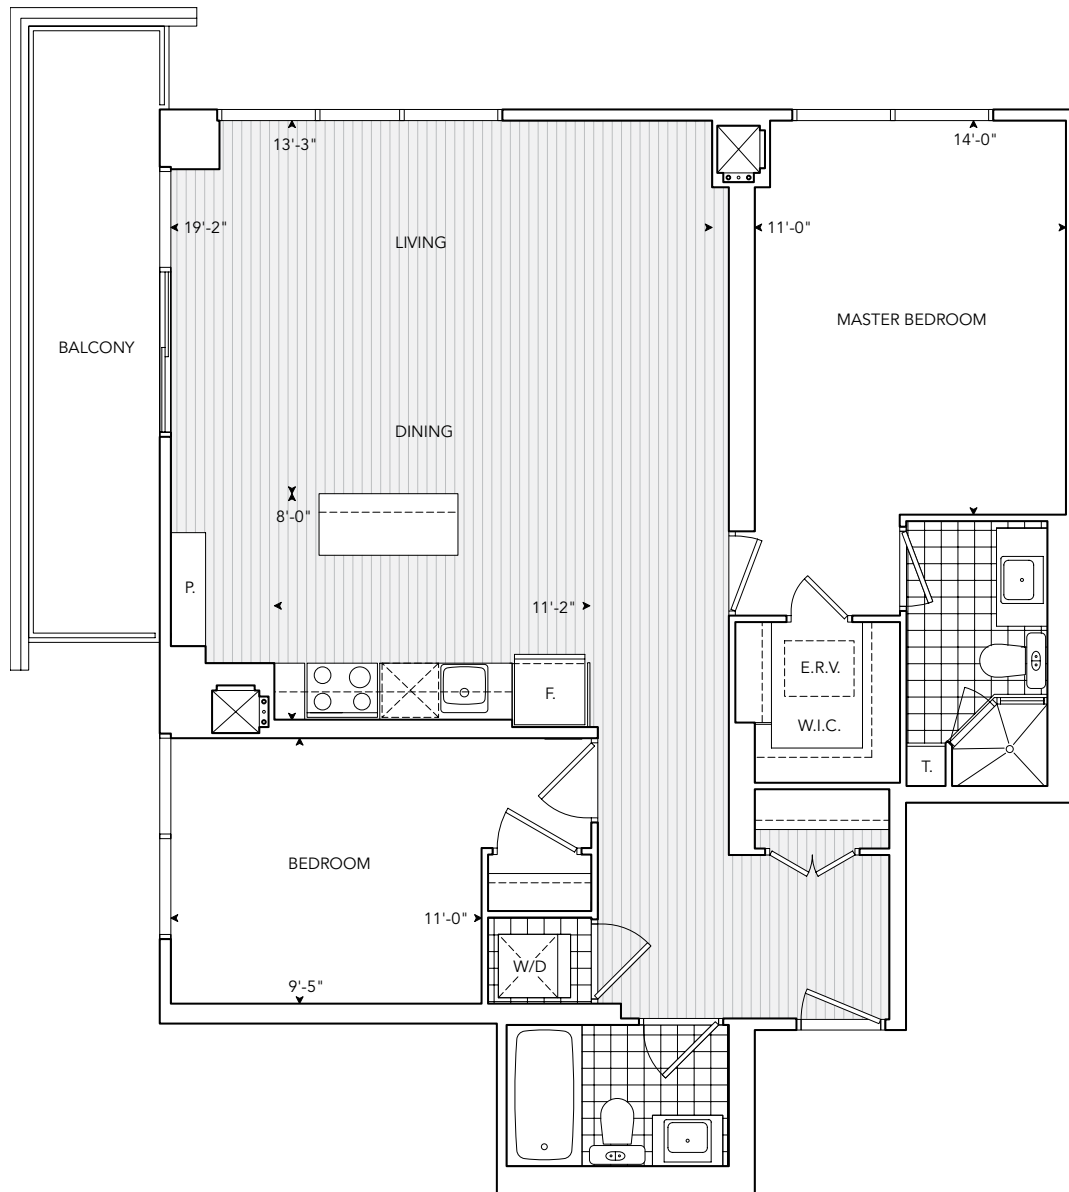 13'-3"
14'-0"
19'-2"
11'-0"
LIVING
MASTER BEDROOM
BALCONY
DINING
8'-0"
P.
11'-2"
E.R.V.
F.
W.I.C.
T.
BEDROOM
11'-0"
W/D
9'-5"